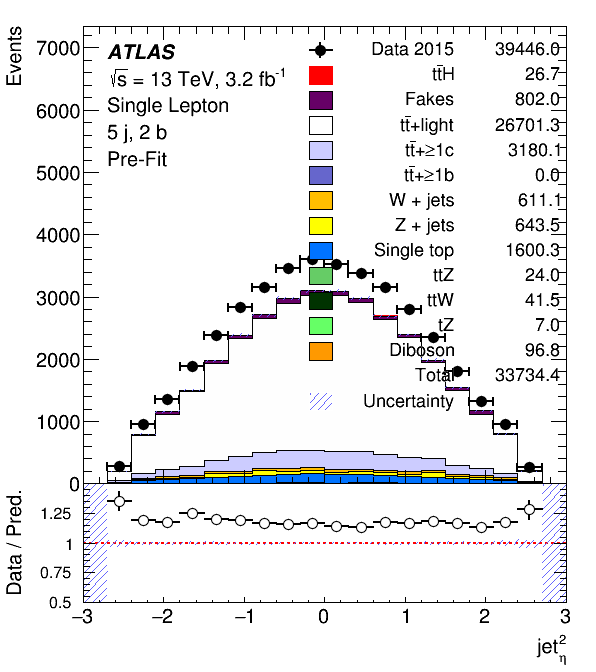 Events
7000
6000
5000
4000
3000
2000
1000
0
ATLAS
√s = 13 TeV, 3.2 fb⁻¹
Single Lepton
5 j, 2 b
Pre-Fit
Data 2015 39446.0
tt̄H 26.7
Fakes 802.0
tt̄+light 26701.3
tt̄+≥1c 3180.1
tt̄+≥1b 0.0
W + jets 611.1
Z + jets 643.5
Single top 1600.3
ttZ 24.0
ttW 41.5
tZ 7.0
Diboson 96.8
Total 33734.4
Uncertainty
Data / Pred.
1.25
1
0.75
0.5
−3 −2 −1 0 1 2 3
jet²η